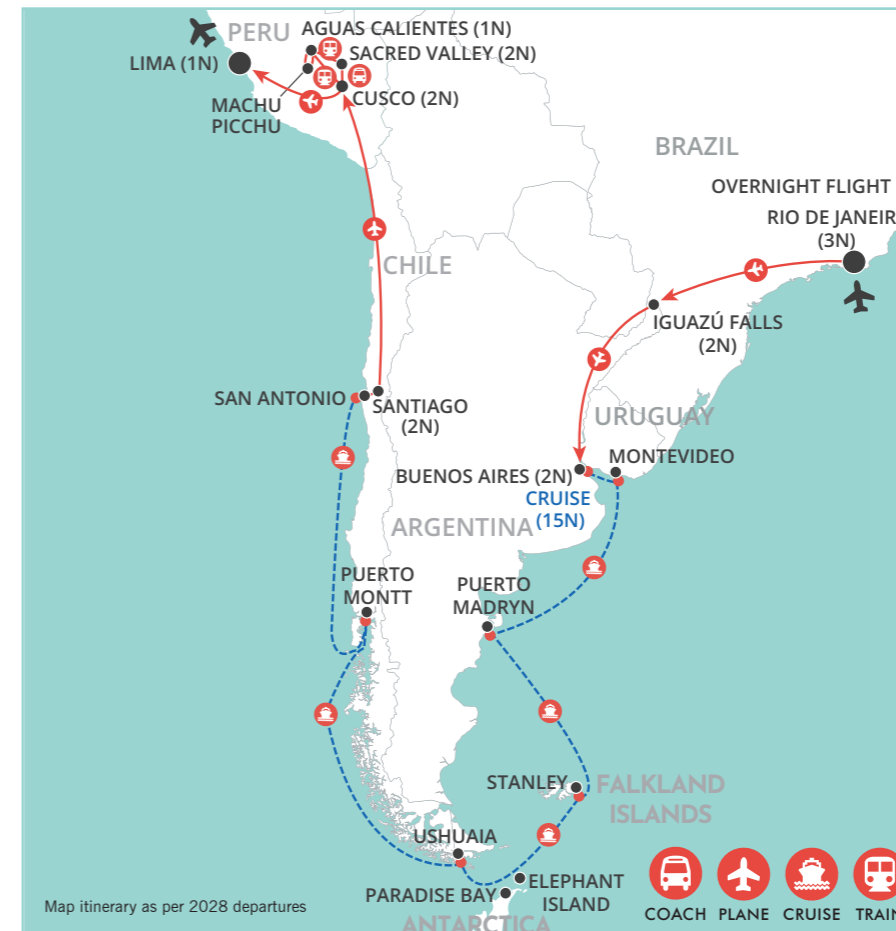 PERU
AGUAS CALIENTES (1N)
SACRED VALLEY (2N)
LIMA (1N)
CUSCO (2N)
MACHU
PICCHU
BRAZIL
OVERNIGHT FLIGHT
RIO DE JANEIR
(3N)
CHILE
IGUAZÚ FALLS
(2N)
SAN ANTONIO
SANTIAGO
(2N)
URUGUAY
MONTEVIDEO
BUENOS AIRES (2N)
CRUISE
(15N)
ARGENTINA
PUERTO
MONTT
PUERTO
MADRYN
STANLEY
FALKLAND
ISLANDS
USHUAIA
ELEPHANT
ISLAND
PARADISE BAY
ANTARCTICA
COACH
PLANE
CRUISE
TRAIN
Map itinerary as per 2028 departures